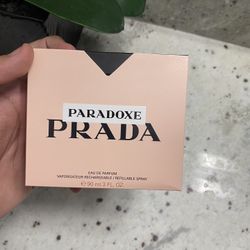 PARADOXE
PRADA
EAU DE PARFUM
VAPORISATEUR RECHARGEABLE / REFILLABLE SPRAY
℮ 90 ml 3 FL. OZ.